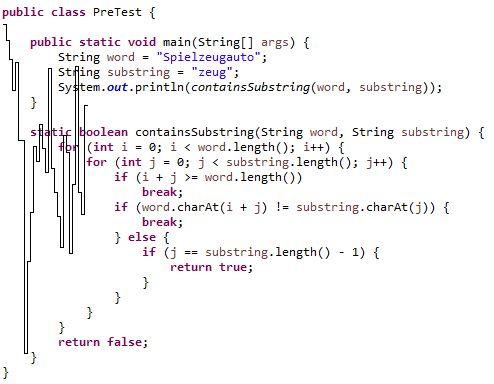 public class PreTest {
public static void main(String[] args) {
String word = "Spielzeugauto";
String substring = "zeug";
System.out.println(containsSubstring(word, substring));
}
static boolean containsSubstring(String word, String substring) {
for (int i = 0; i < word.length(); i++) {
for (int j = 0; j < substring.length(); j++) {
if (i + j >= word.length())
break;
if (word.charAt(i + j) != substring.charAt(j)) {
break;
} else {
if (j == substring.length() - 1) {
return true;
}
}
}
}
return false;
}
}